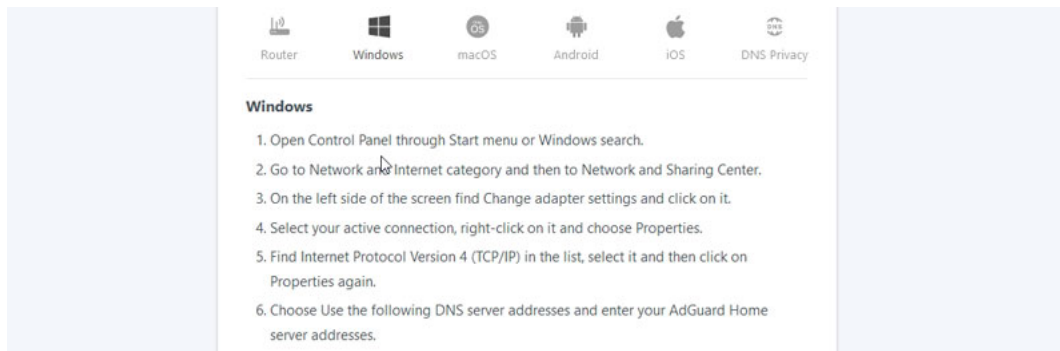 Router Windows macOS Android iOS DNS Privacy
Windows
1. Open Control Panel through Start menu or Windows search.
2. Go to Network and Internet category and then to Network and Sharing Center.
3. On the left side of the screen find Change adapter settings and click on it.
4. Select your active connection, right-click on it and choose Properties.
5. Find Internet Protocol Version 4 (TCP/IP) in the list, select it and then click on
Properties again.
6. Choose Use the following DNS server addresses and enter your AdGuard Home
server addresses.